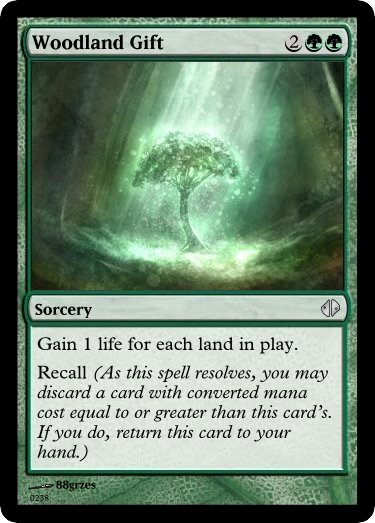 Woodland Gift 2
Sorcery
Gain 1 life for each land in play.
Recall (As this spell resolves, you may
discard a card with converted mana
cost equal to or greater than this card's.
If you do, return this card to your
hand.)
88grzes
0238